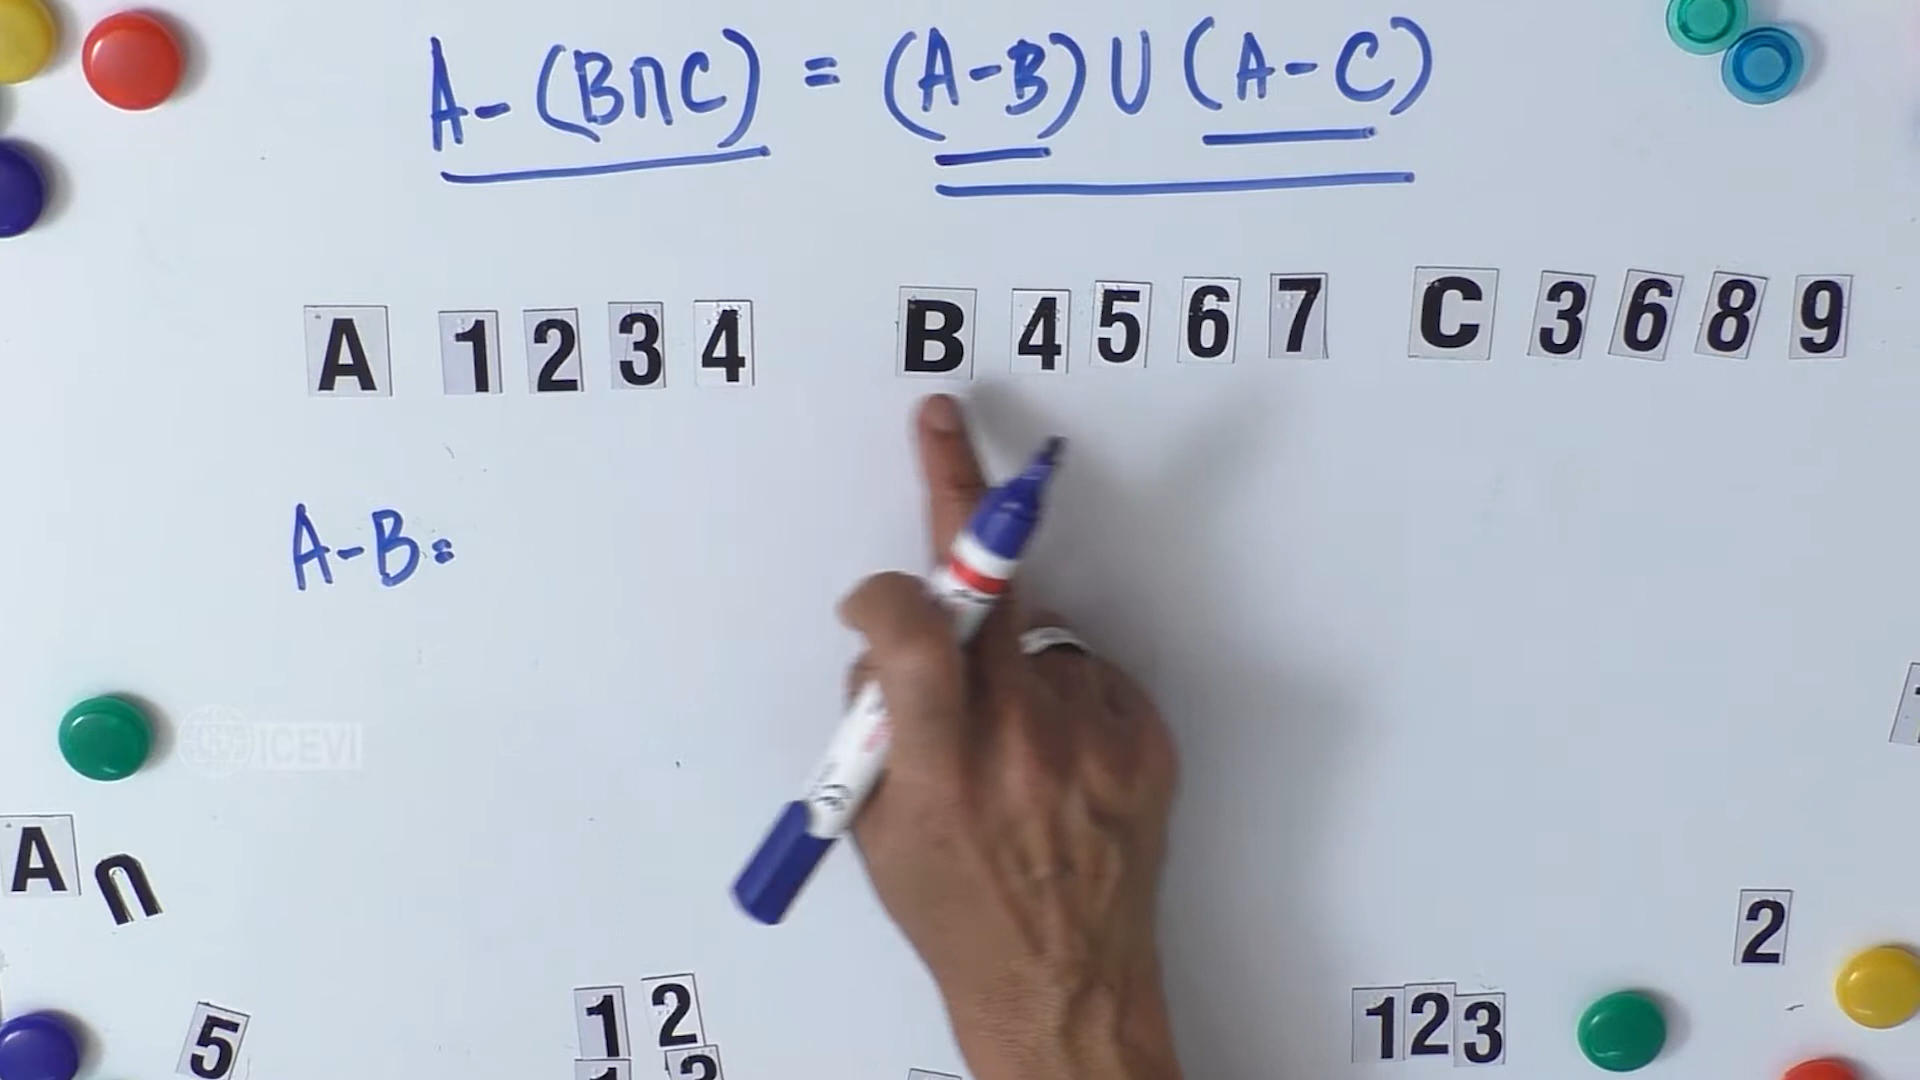 A-(B∩C) = (A-B)∪(A-C)
A 1 2 3 4 B 4 5 6 7 C 3 6 8 9
A-B=
ICEVI
A ∩
2
5
1 2
1 2 3